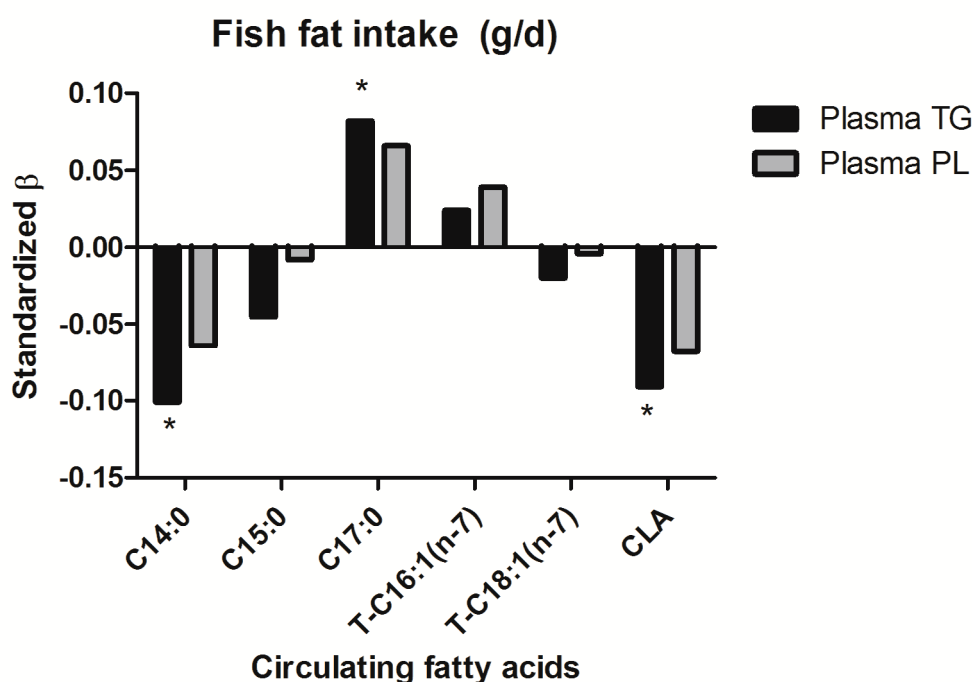 Fish fat intake (g/d)
*
0.10
0.05
0.00
-0.05
-0.10
-0.15
Standardized β
*
*
Plasma TG
Plasma PL
C14:0
C15:0
C17:0
T-C16:1(n-7)
T-C18:1(n-7)
CLA
Circulating fatty acids